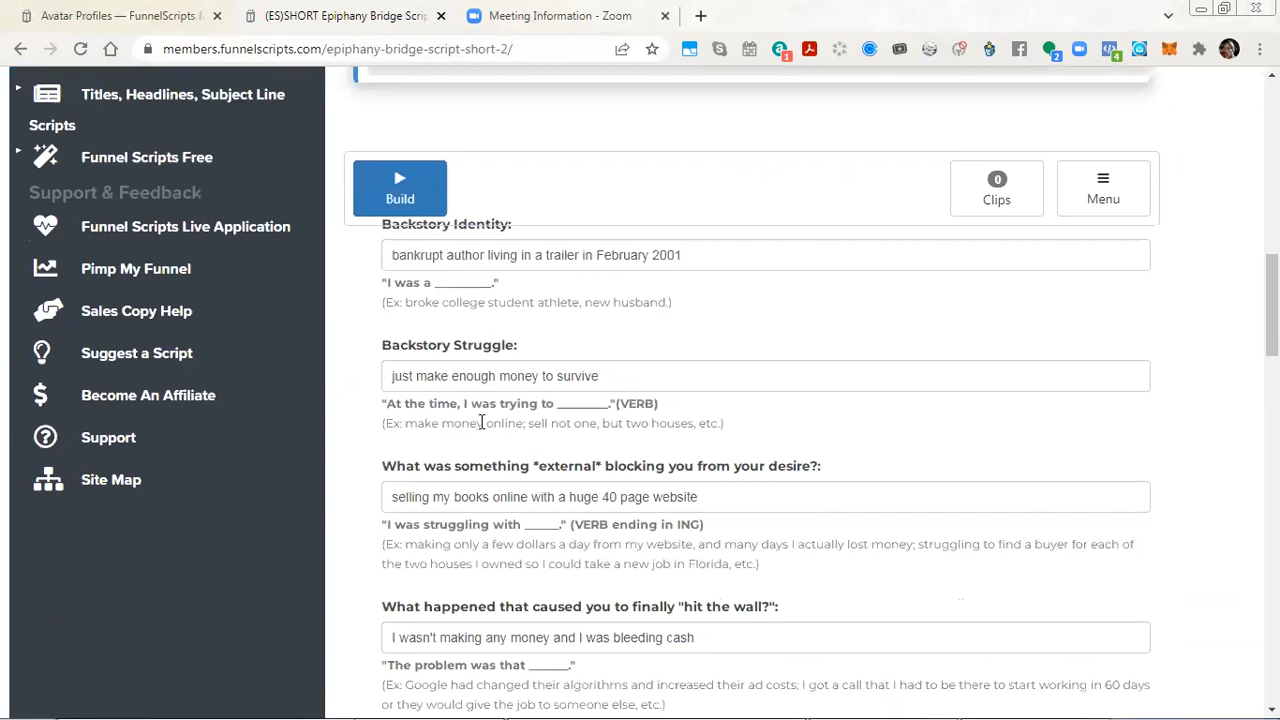 Avatar Profiles — FunnelScripts M
(ES)SHORT Epiphany Bridge Scrip
Meeting Information - Zoom
members.funnelscripts.com/epiphany-bridge-script-short-2/
1
2
4
Titles, Headlines, Subject Line
Scripts
Funnel Scripts Free
Support & Feedback
Funnel Scripts Live Application
Pimp My Funnel
Sales Copy Help
Suggest a Script
Become An Affiliate
Support
Site Map
Build
0
Clips
Menu
Backstory Identity:
bankrupt author living in a trailer in February 2001
"I was a _________."
(Ex: broke college student athlete, new husband.)
Backstory Struggle:
just make enough money to survive
"At the time, I was trying to ________."(VERB)
(Ex: make money online; sell not one, but two houses, etc.)
What was something *external* blocking you from your desire?:
selling my books online with a huge 40 page website
"I was struggling with _____." (VERB ending in ING)
(Ex: making only a few dollars a day from my website, and many days I actually lost money; struggling to find a buyer for each of
the two houses I owned so I could take a new job in Florida, etc.)
What happened that caused you to finally "hit the wall?":
I wasn't making any money and I was bleeding cash
"The problem was that ______."
(Ex: Google had changed their algorithms and increased their ad costs; I got a call that I had to be there to start working in 60 days
or they would give the job to someone else, etc.)